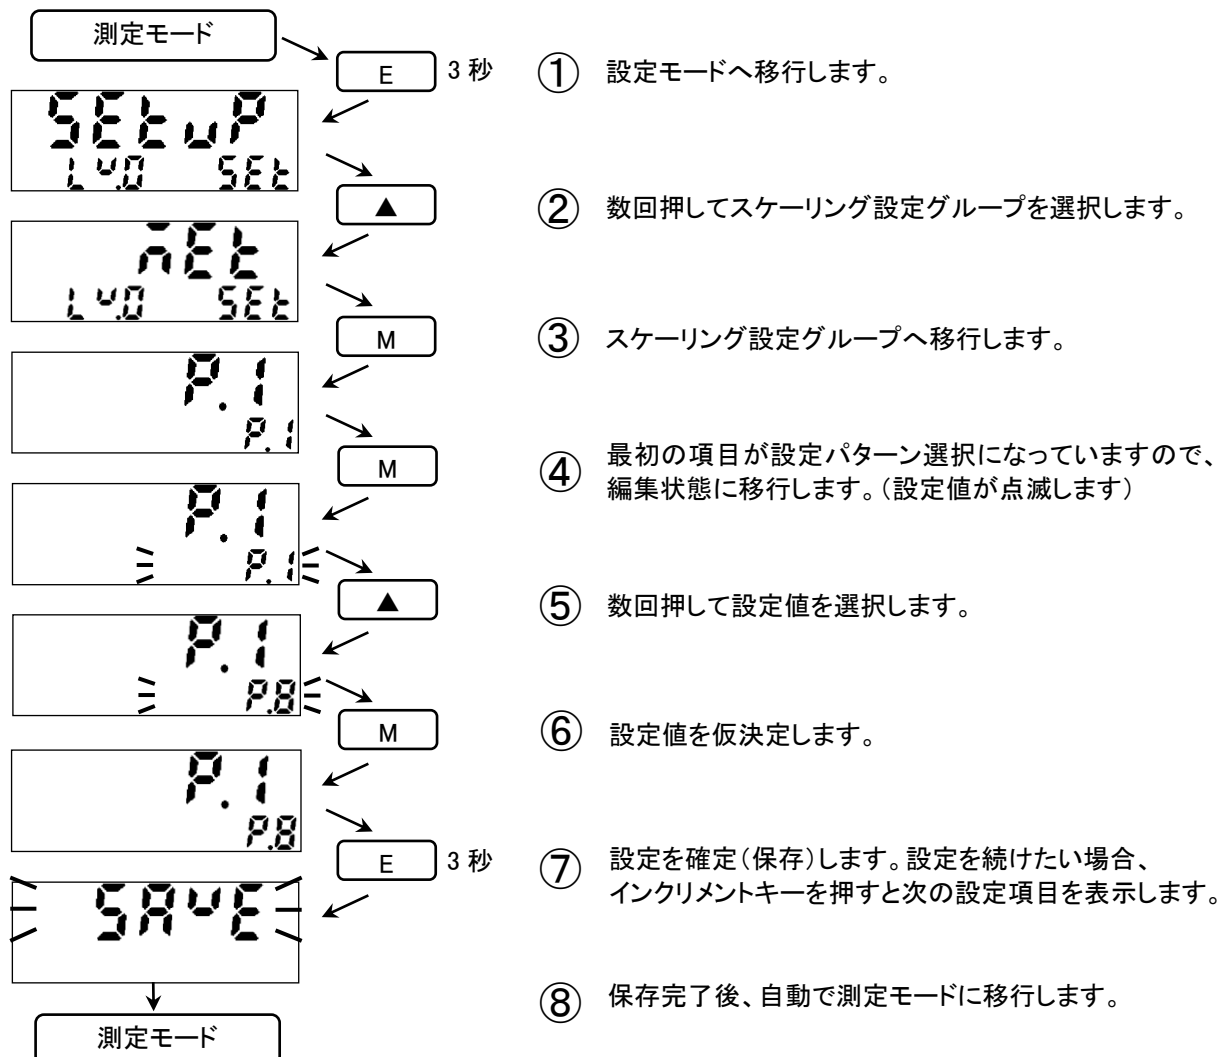 測定モード
E 3秒 ① 設定モードへ移行します。
SEtuP
Lv.0 SEt
▲ ② 数回押してスケーリング設定グループを選択します。
mEt
Lv.0 SEt
M ③ スケーリング設定グループへ移行します。
P.1
P.1
M ④ 最初の項目が設定パターン選択になっていますので、
編集状態に移行します。(設定値が点滅します)
P.1
P.1
▲ ⑤ 数回押して設定値を選択します。
P.1
P.8
M ⑥ 設定値を仮決定します。
P.1
P.8
E 3秒 ⑦ 設定を確定(保存)します。設定を続けたい場合、
インクリメントキーを押すと次の設定項目を表示します。
SAvE
⑧ 保存完了後、自動で測定モードに移行します。
測定モード